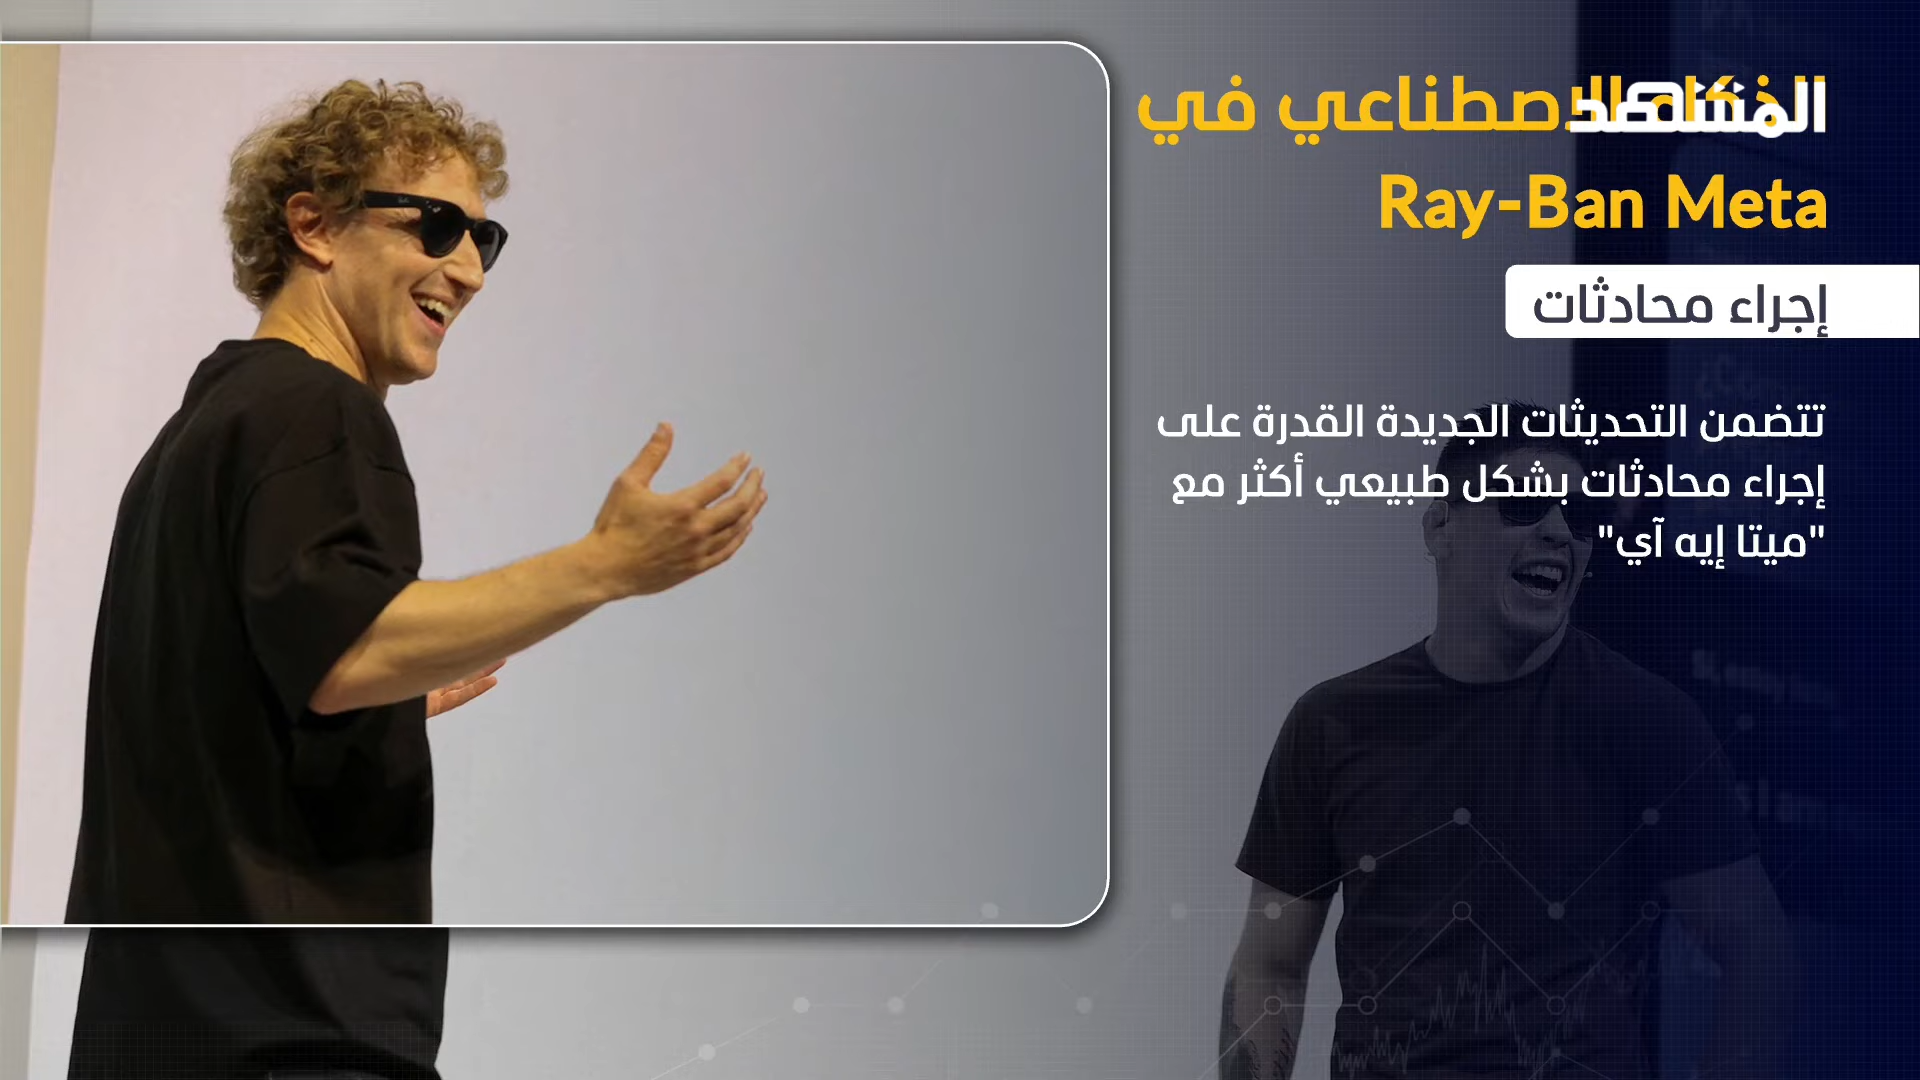 الذكاء الاصطناعي في
المشهد
Ray-Ban Meta
إجراء محادثات
تتضمن التحديثات الجديدة القدرة على
إجراء محادثات بشكل طبيعي أكثر مع
"ميتا إيه آي"